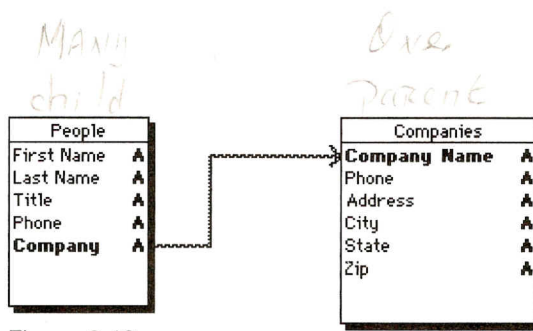 MANY
child
One
Parent
People
First Name A
Last Name A
Title A
Phone A
Company A
Companies
Company Name A
Phone A
Address A
City A
State A
Zip A